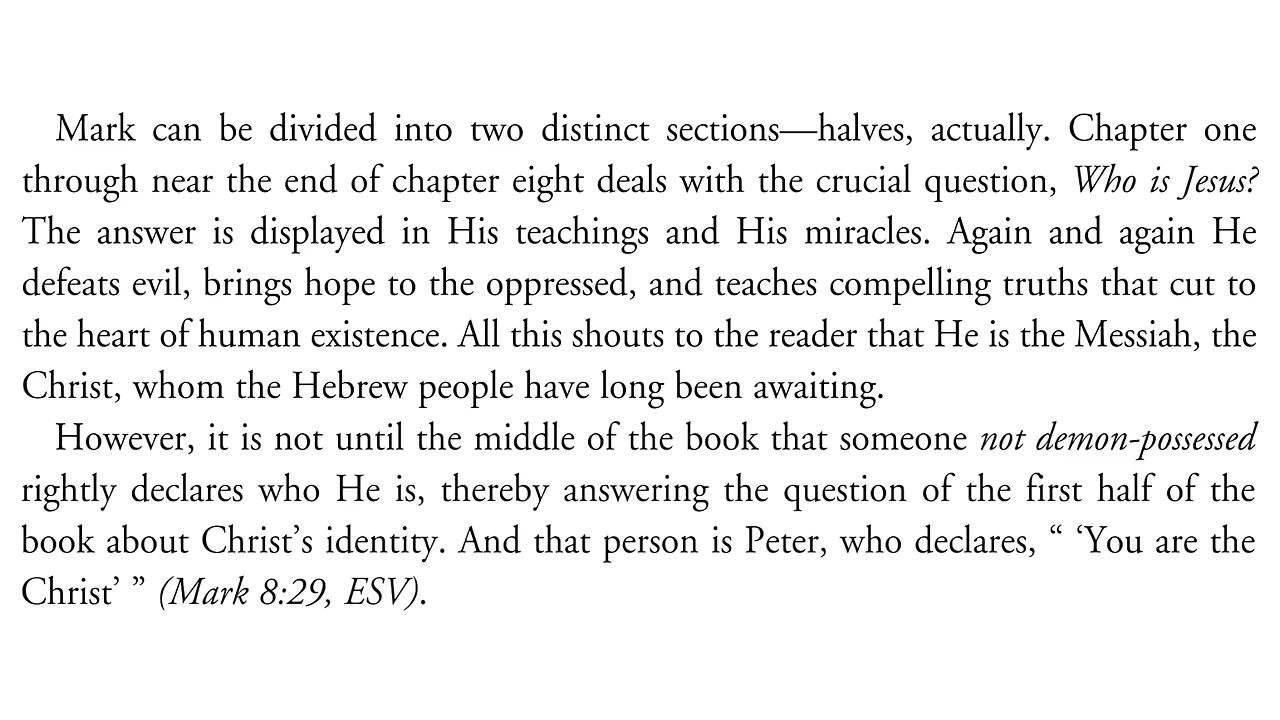 Mark can be divided into two distinct sections—halves, actually. Chapter one
through near the end of chapter eight deals with the crucial question, Who is Jesus?
The answer is displayed in His teachings and His miracles. Again and again He
defeats evil, brings hope to the oppressed, and teaches compelling truths that cut to
the heart of human existence. All this shouts to the reader that He is the Messiah, the
Christ, whom the Hebrew people have long been awaiting.
However, it is not until the middle of the book that someone not demon-possessed
rightly declares who He is, thereby answering the question of the first half of the
book about Christ’s identity. And that person is Peter, who declares, “ ‘You are the
Christ’ ” (Mark 8:29, ESV).